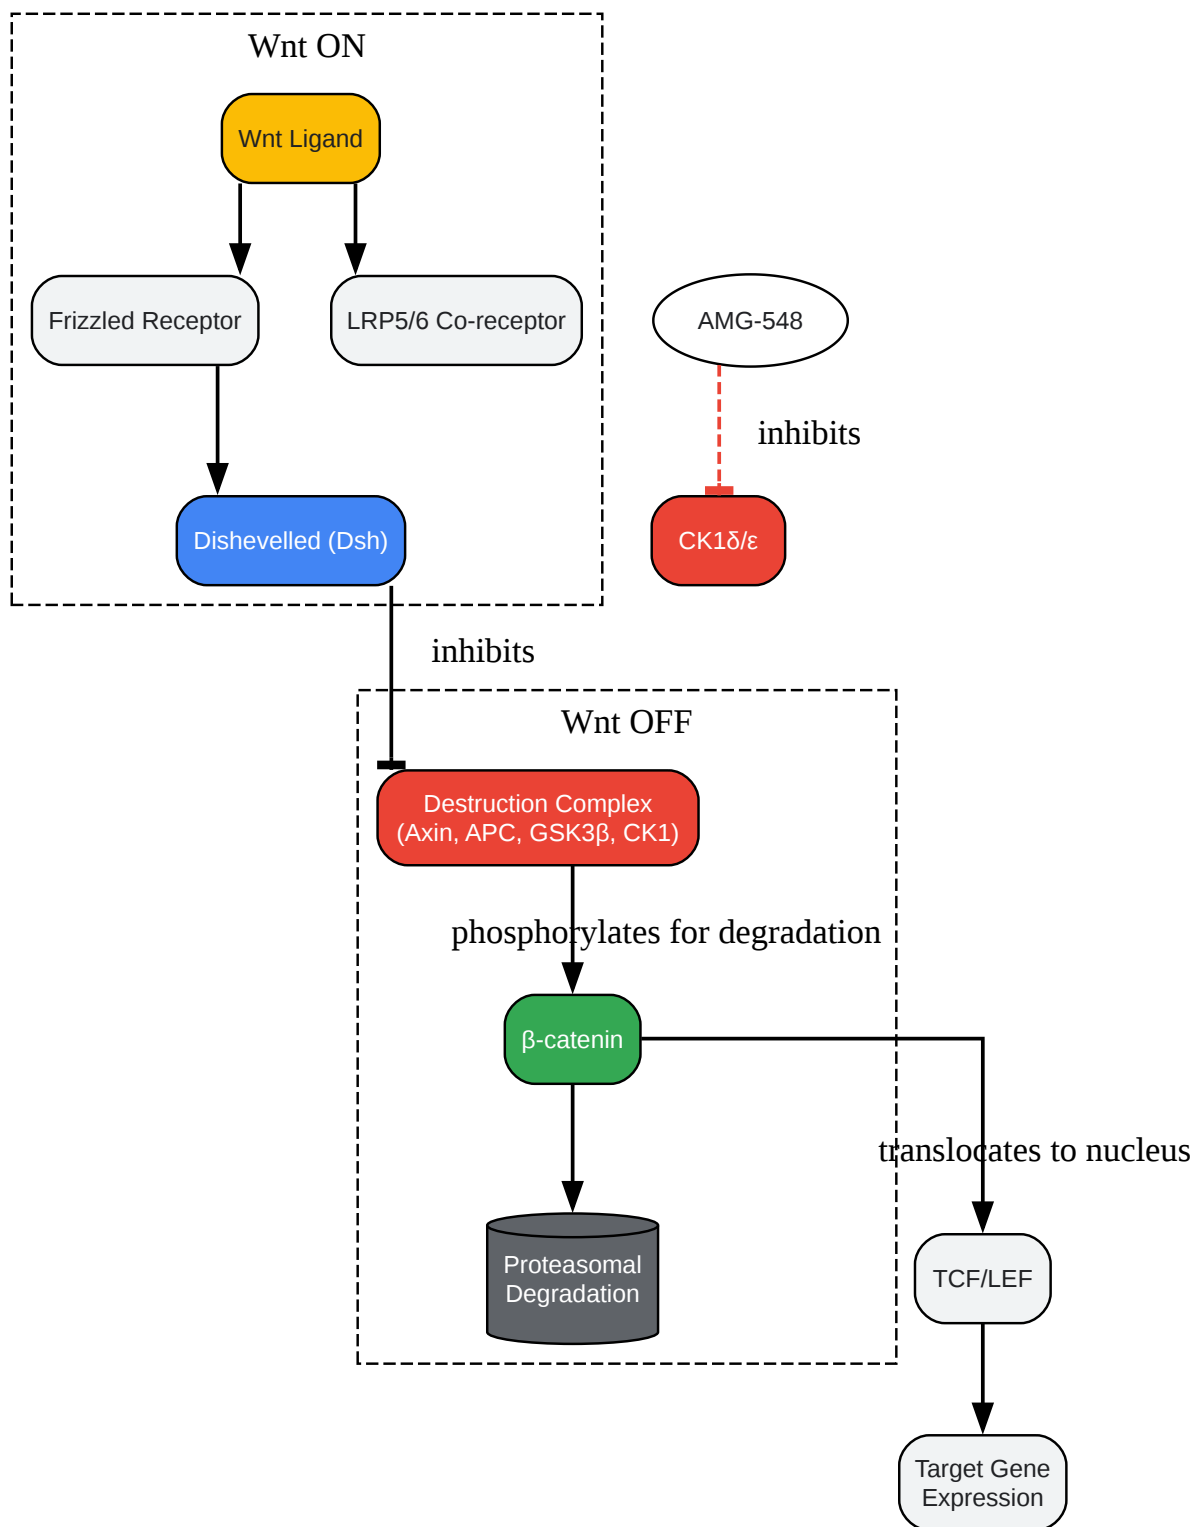 Wnt ON
Wnt Ligand
Frizzled Receptor
LRP5/6 Co-receptor
AMG-548
inhibits
Dishevelled (Dsh)
CK1δ/ε
inhibits
Wnt OFF
Destruction Complex
(Axin, APC, GSK3β, CK1)
phosphorylates for degradation
β-catenin
translocates to nucleus
Proteasomal
Degradation
TCF/LEF
Target Gene
Expression